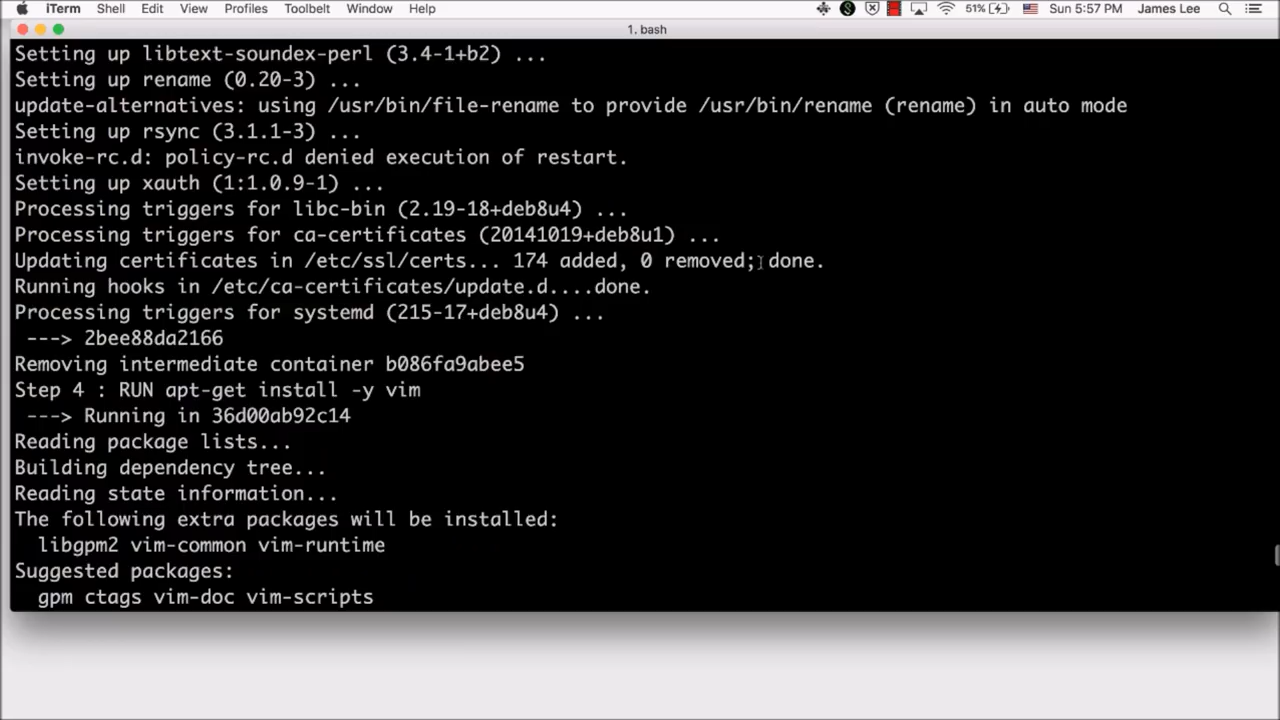 iTerm Shell Edit View Profiles Toolbelt Window Help 51% Sun 5:57 PM James Lee
1. bash
Setting up libtext-soundex-perl (3.4-1+b2) ...
Setting up rename (0.20-3) ...
update-alternatives: using /usr/bin/file-rename to provide /usr/bin/rename (rename) in auto mode
Setting up rsync (3.1.1-3) ...
invoke-rc.d: policy-rc.d denied execution of restart.
Setting up xauth (1:1.0.9-1) ...
Processing triggers for libc-bin (2.19-18+deb8u4) ...
Processing triggers for ca-certificates (20141019+deb8u1) ...
Updating certificates in /etc/ssl/certs... 174 added, 0 removed; done.
Running hooks in /etc/ca-certificates/update.d....done.
Processing triggers for systemd (215-17+deb8u4) ...
---> 2bee88da2166
Removing intermediate container b086fa9abee5
Step 4 : RUN apt-get install -y vim
---> Running in 36d00ab92c14
Reading package lists...
Building dependency tree...
Reading state information...
The following extra packages will be installed:
libgpm2 vim-common vim-runtime
Suggested packages:
gpm ctags vim-doc vim-scripts